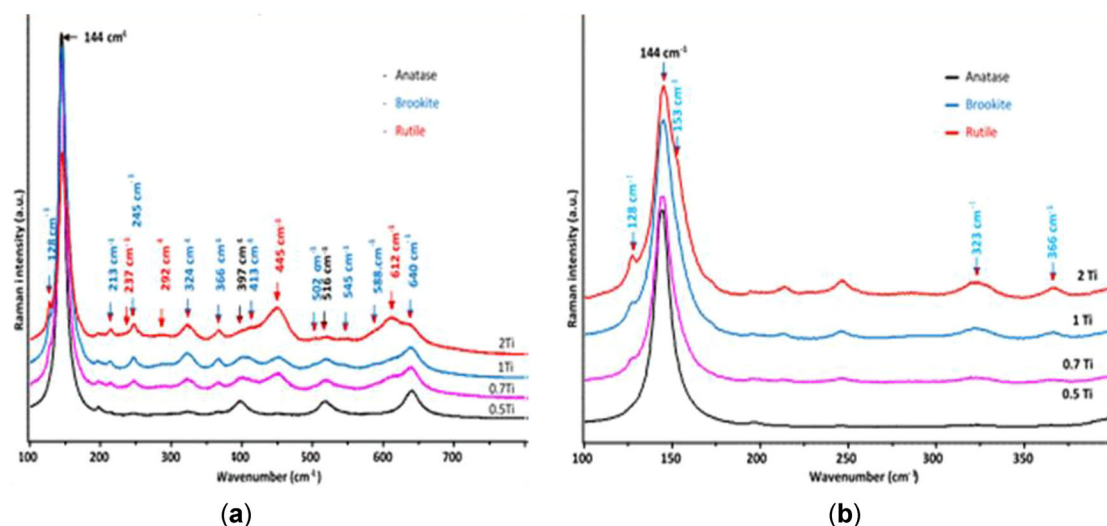 144 cm⁻¹
- Anatase
- Brookite
- Rutile
Raman intensity (a.u.)
128 cm⁻¹
213 cm⁻¹
237 cm⁻¹
245 cm⁻¹
292 cm⁻¹
324 cm⁻¹
366 cm⁻¹
397 cm⁻¹
413 cm⁻¹
445 cm⁻¹
502 cm⁻¹
516 cm⁻¹
545 cm⁻¹
588.cm⁻¹
612 cm⁻¹
640 cm⁻¹
2Ti
1Ti
0.7Ti
0.5Ti
100 200 300 400 500 600 700
Wavenumber (cm⁻¹)
(a)
144 cm⁻¹
153 cm⁻¹
Anatase
Brookite
Rutile
Raman intensity (a.u.)
128 cm⁻¹
323 cm⁻¹
366 cm⁻¹
2 Ti
1 Ti
0.7 Ti
0.5 Ti
100 150 200 250 300 350
Wavenumber (cm⁻¹)
(b)